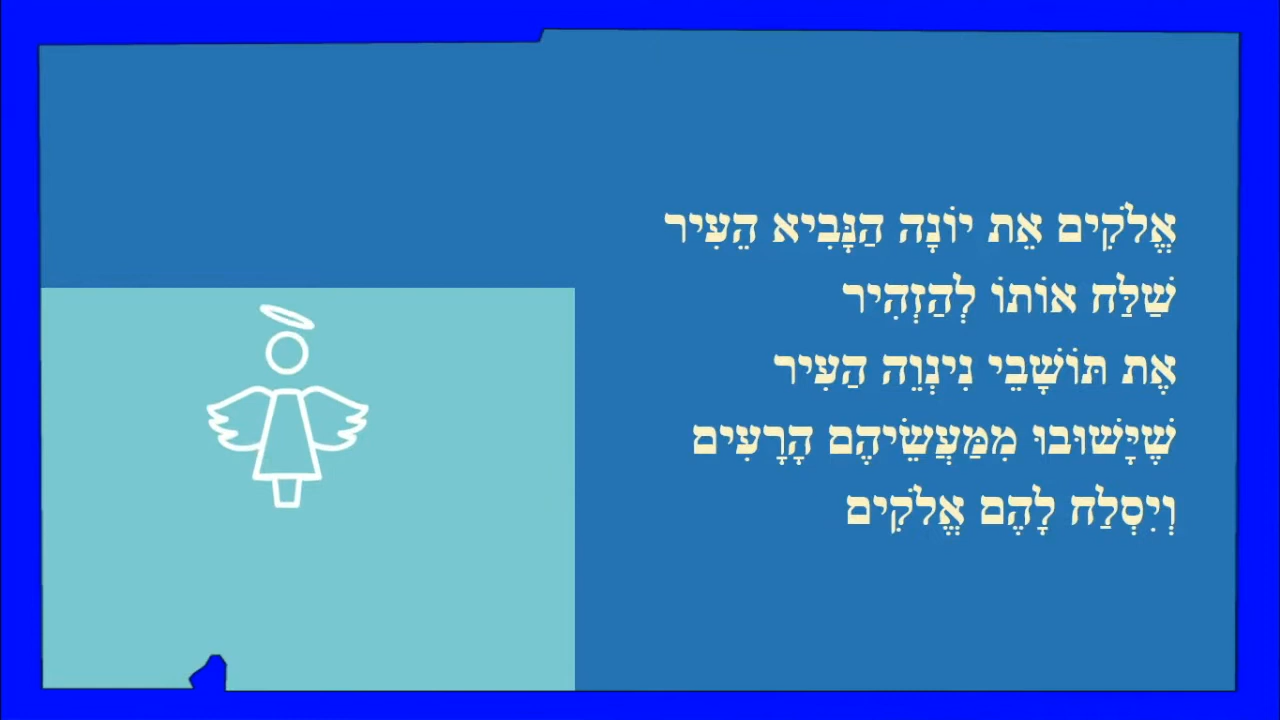 אֱלֹקִים אֵת יוֹנָה הַנָּבִיא הֵעִיר
שַׁלַּח אוֹתוֹ לְהַזְהִיר
אֶת תּוֹשָׁבֵי נִינְוֵה הַעִיר
שֶׁיָּשׁוּבוּ מִמַּעֲשֵׂיהֶם הָרָעִים
וְיִסְלַח לָהֶם אֱלֹקִים